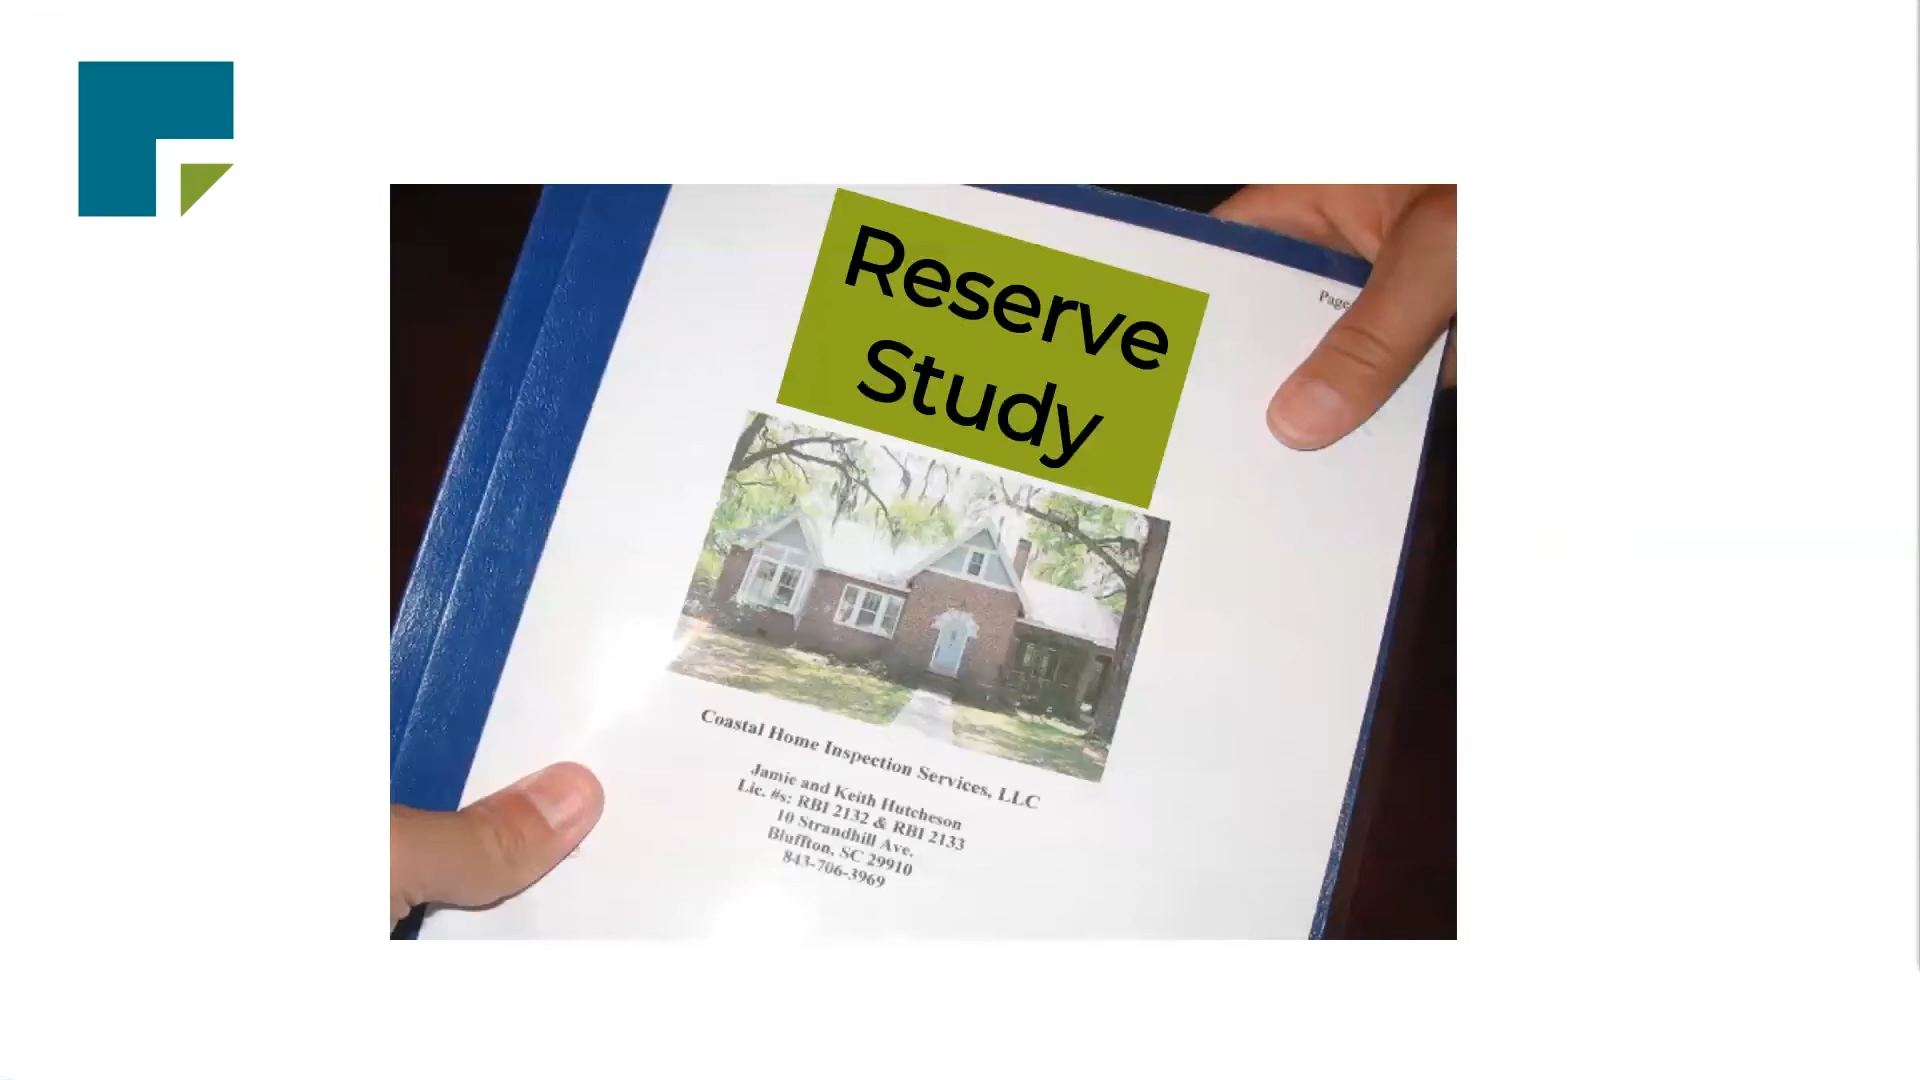 Page
Reserve
Study
Coastal Home Inspection Services, LLC
Jamie and Keith Hutcheson
Lic. #s: RBI 2132 & RBI 2133
10 Strandhill Ave.
Bluffton, SC 29910
843-706-3969